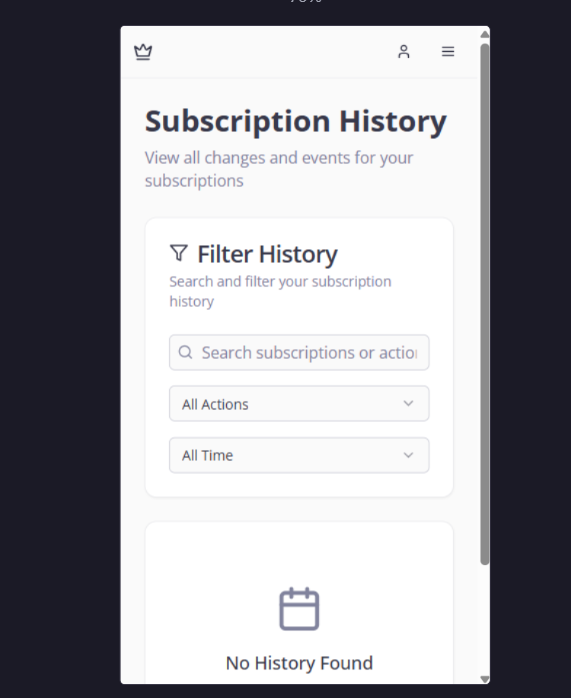 Subscription History
View all changes and events for your
subscriptions
Filter History
Search and filter your subscription
history
Search subscriptions or actio
All Actions
All Time
No History Found